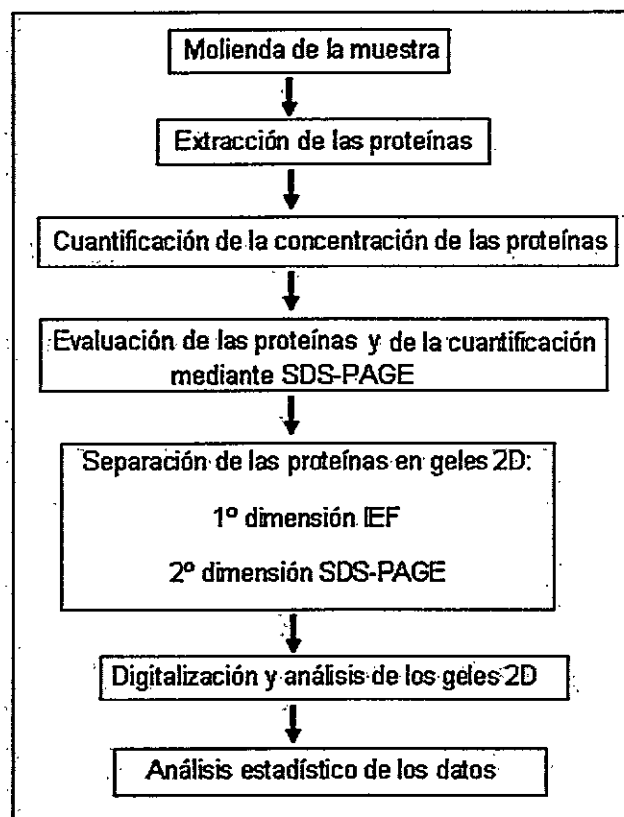 Molienda de la muestra
Extracción de las proteínas
Cuantificación de la concentración de las proteínas
Evaluación de las proteínas y de la cuantificación
mediante SDS-PAGE
Separación de las proteínas en geles 2D:
1º dimensión IEF
2º dimensión SDS-PAGE
Digitalización y análisis de los geles 2D
Análisis estadístico de los datos